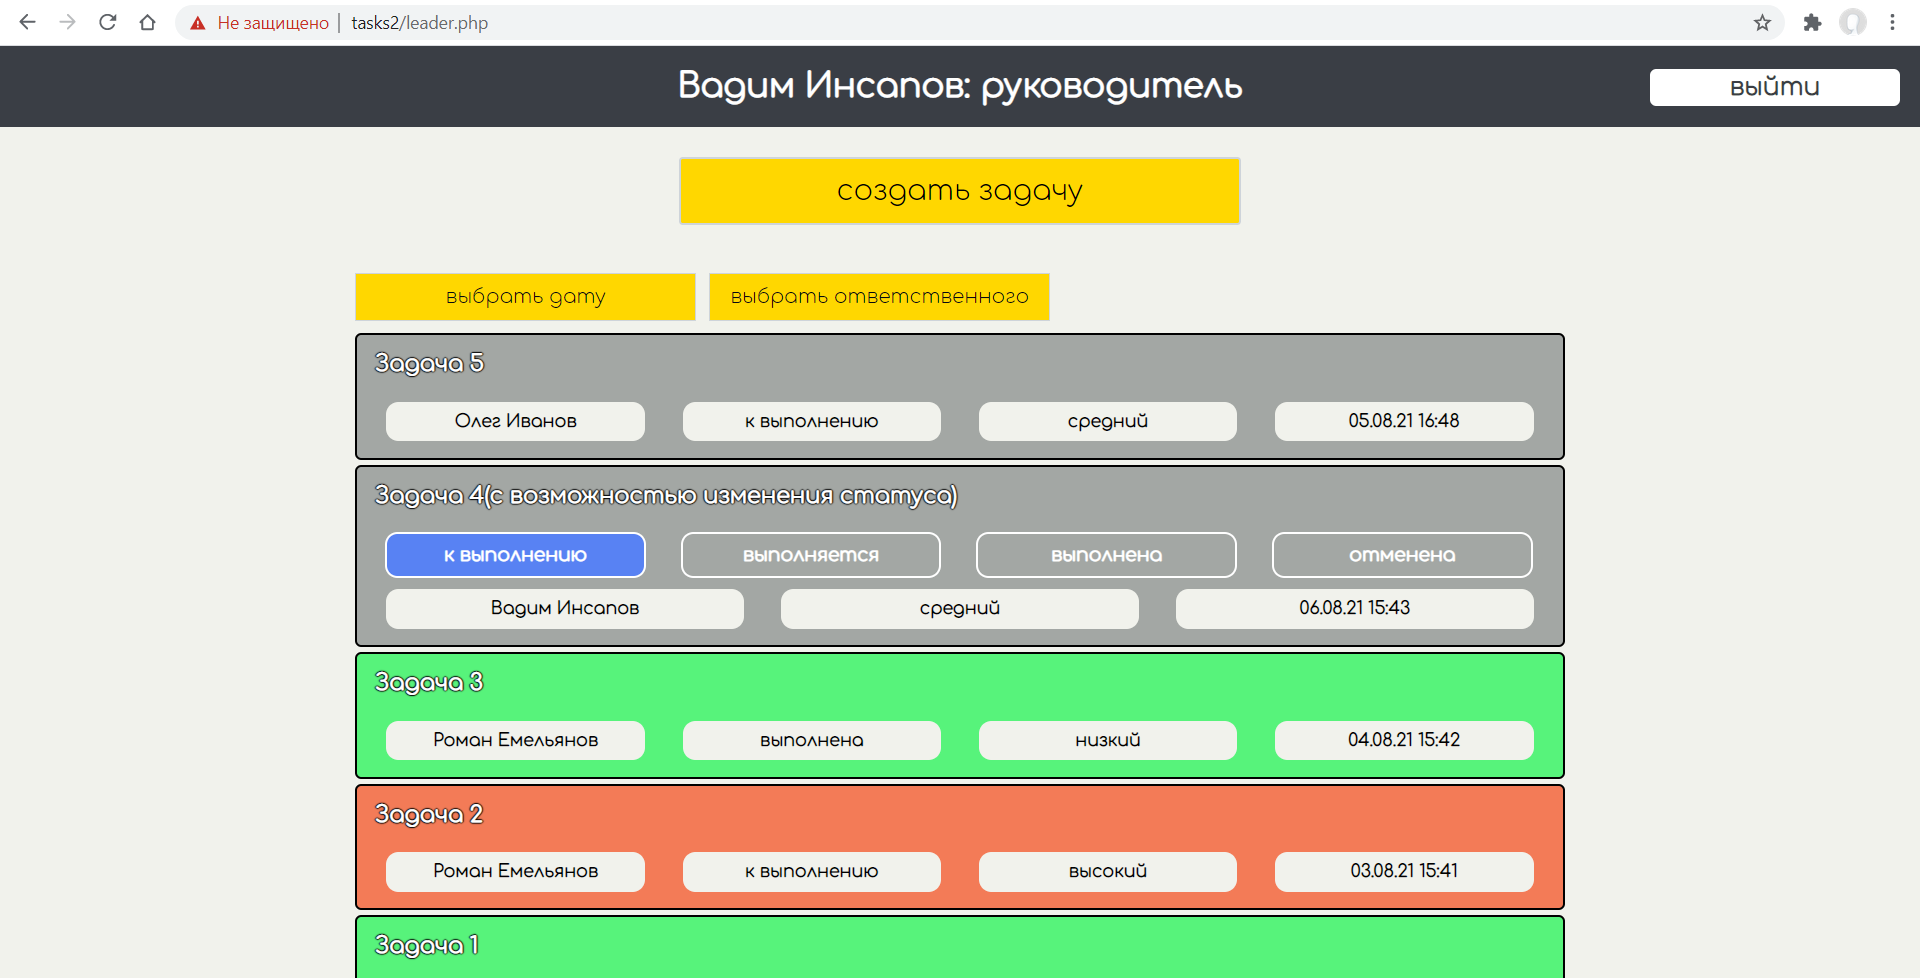 Не защищено | tasks2/leader.php
Вадим Инсапов: руководитель
выйти
создать задачу
выбрать дату
выбрать ответственного
Задача 5
Олег Иванов
к выполнению
средний
05.08.21 16:48
Задача 4(с возможностью изменения статуса)
к выполнению
выполняется
выполнена
отменена
Вадим Инсапов
средний
06.08.21 15:43
Задача 3
Роман Емельянов
выполнена
низкий
04.08.21 15:42
Задача 2
Роман Емельянов
к выполнению
высокий
03.08.21 15:41
Задача 1